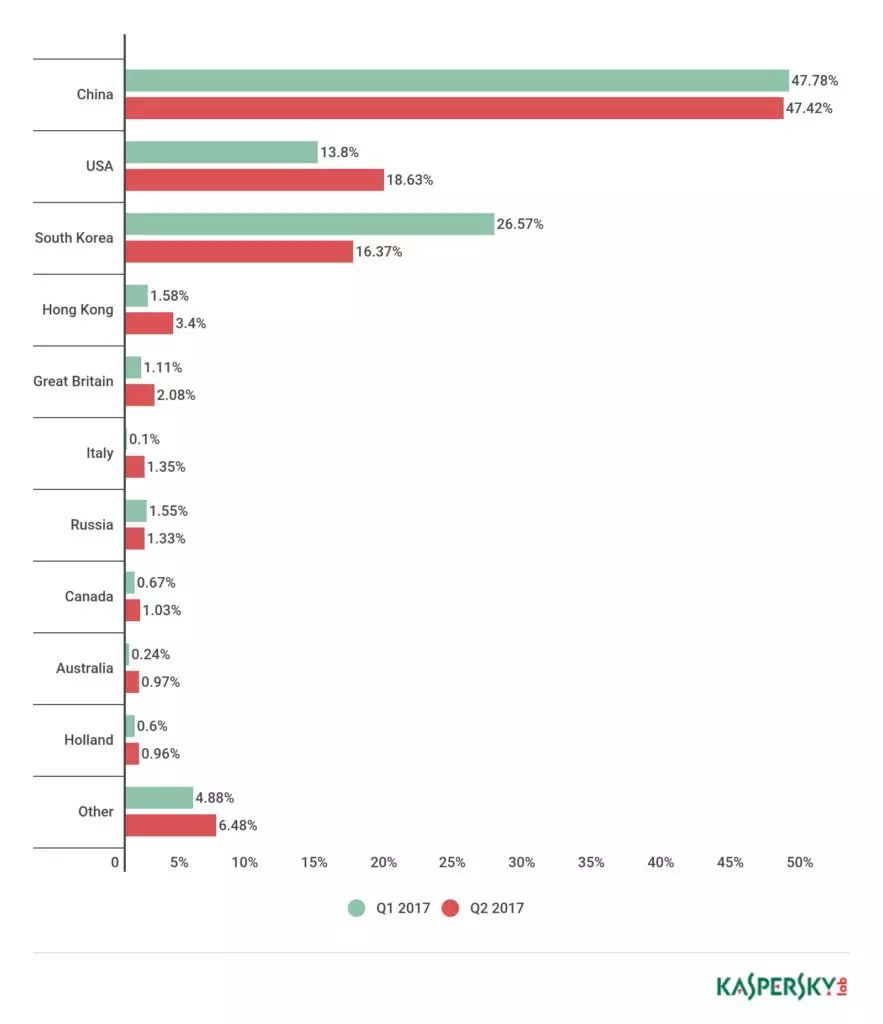 China
47.78%
47.42%
USA
13.8%
18.63%
South Korea
26.57%
16.37%
Hong Kong
1.58%
3.4%
Great Britain
1.11%
2.08%
Italy
0.1%
1.35%
Russia
1.55%
1.33%
Canada
0.67%
1.03%
Australia
0.24%
0.97%
Holland
0.6%
0.96%
Other
4.88%
6.48%
0 5% 10% 15% 20% 25% 30% 35% 40% 45% 50%
Q1 2017 Q2 2017
KASPERSKY lab